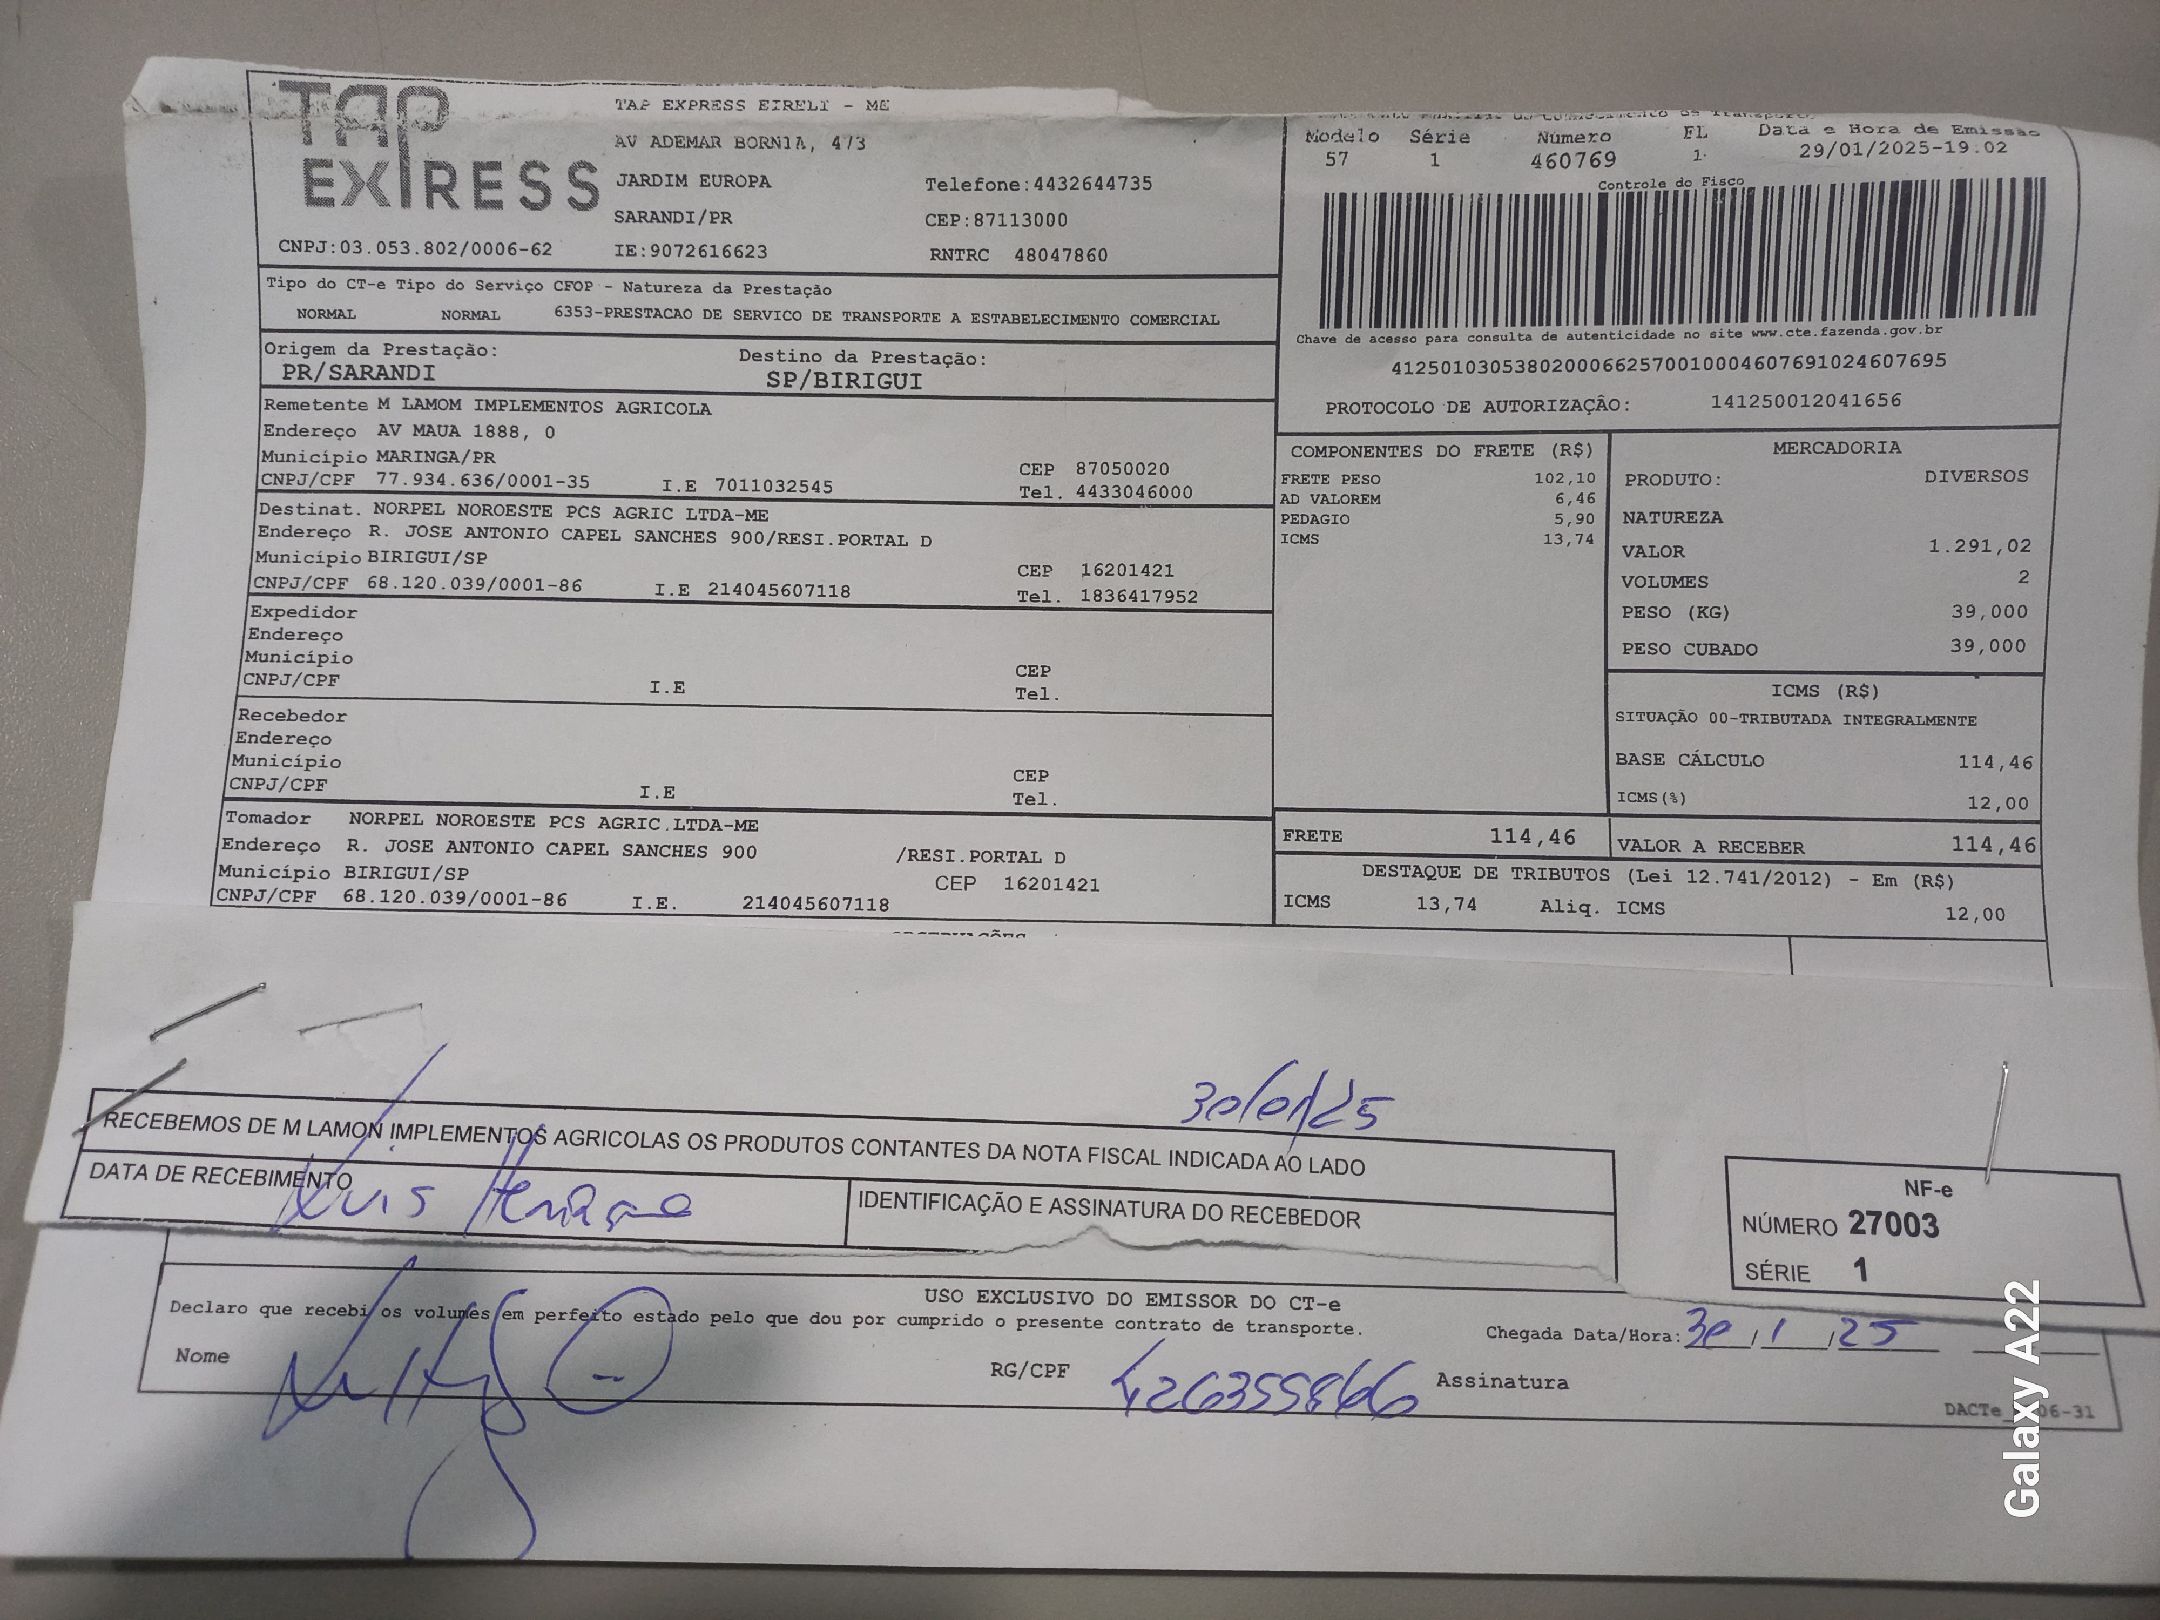 TAP
EXPRESS
TAP EXPRESS EIRELI - ME
AV ADEMAR BORNIA, 473
JARDIM EUROPA Telefone:4432644735
SARANDI/PR CEP:87113000
CNPJ:03.053.802/0006-62 IE:9072616623 RNTRC 48047860
Modelo Série Número FL Data e Hora de Emissão
57 1 460769 1 29/01/2025-19:02
Controle do Fisco
Chave de acesso para consulta de autenticidade no site www.cte.fazenda.gov.br
41250103053802000662570010004607691024607695
PROTOCOLO DE AUTORIZAÇÂO: 141250012041656
Tipo do CT-e Tipo do Serviço CFOP - Natureza da Prestação
NORMAL NORMAL 6353-PRESTACAO DE SERVICO DE TRANSPORTE A ESTABELECIMENTO COMERCIAL
Origem da Prestação: Destino da Prestação:
PR/SARANDI SP/BIRIGUI
Remetente M LAMOM IMPLEMENTOS AGRICOLA
Endereço AV MAUA 1888, 0
Município MARINGA/PR CEP 87050020
CNPJ/CPF 77.934.636/0001-35 I.E 7011032545 Tel. 4433046000
Destinat. NORPEL NOROESTE PCS AGRIC LTDA-ME
Endereço R. JOSE ANTONIO CAPEL SANCHES 900/RESI.PORTAL D
Município BIRIGUI/SP CEP 16201421
CNPJ/CPF 68.120.039/0001-86 I.E 214045607118 Tel. 1836417952
Expedidor
Endereço
Município CEP
CNPJ/CPF I.E Tel.
Recebedor
Endereço
Município CEP
CNPJ/CPF I.E Tel.
Tomador NORPEL NOROESTE PCS AGRIC.LTDA-ME
Endereço R. JOSE ANTONIO CAPEL SANCHES 900 /RESI.PORTAL D
Município BIRIGUI/SP CEP 16201421
CNPJ/CPF 68.120.039/0001-86 I.E. 214045607118
COMPONENTES DO FRETE (R$)
FRETE PESO 102,10
AD VALOREM 6,46
PEDAGIO 5,90
ICMS 13,74
MERCADORIA
PRODUTO: DIVERSOS
NATUREZA
VALOR 1.291,02
VOLUMES 2
PESO (KG) 39,000
PESO CUBADO 39,000
ICMS (R$)
SITUAÇÃO 00-TRIBUTADA INTEGRALMENTE
BASE CÁLCULO 114,46
ICMS(%) 12,00
FRETE 114,46 VALOR A RECEBER 114,46
DESTAQUE DE TRIBUTOS (Lei 12.741/2012) - Em (R$)
ICMS 13,74 Aliq. ICMS 12,00
30/01/25
RECEBEMOS DE M LAMON IMPLEMENTOS AGRICOLAS OS PRODUTOS CONTANTES DA NOTA FISCAL INDICADA AO LADO
DATA DE RECEBIMENTO IDENTIFICAÇÃO E ASSINATURA DO RECEBEDOR
Luis Henrique
NF-e
NÚMERO 27003
SÉRIE 1
USO EXCLUSIVO DO EMISSOR DO CT-e
Declaro que recebi os volumes em perfeito estado pelo que dou por cumprido o presente contrato de transporte.
Chegada Data/Hora: 30/1/25
Nome RG/CPF 426355866 Assinatura
Galaxy A22